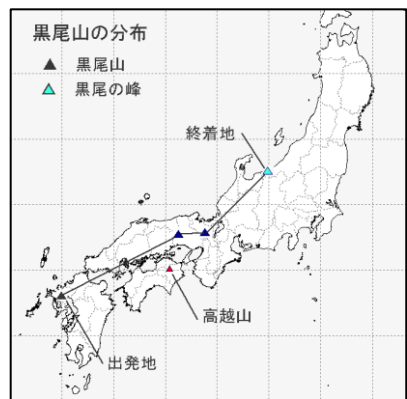 黒尾山の分布
黒尾山
黒尾の峰
終着地
高越山
出発地